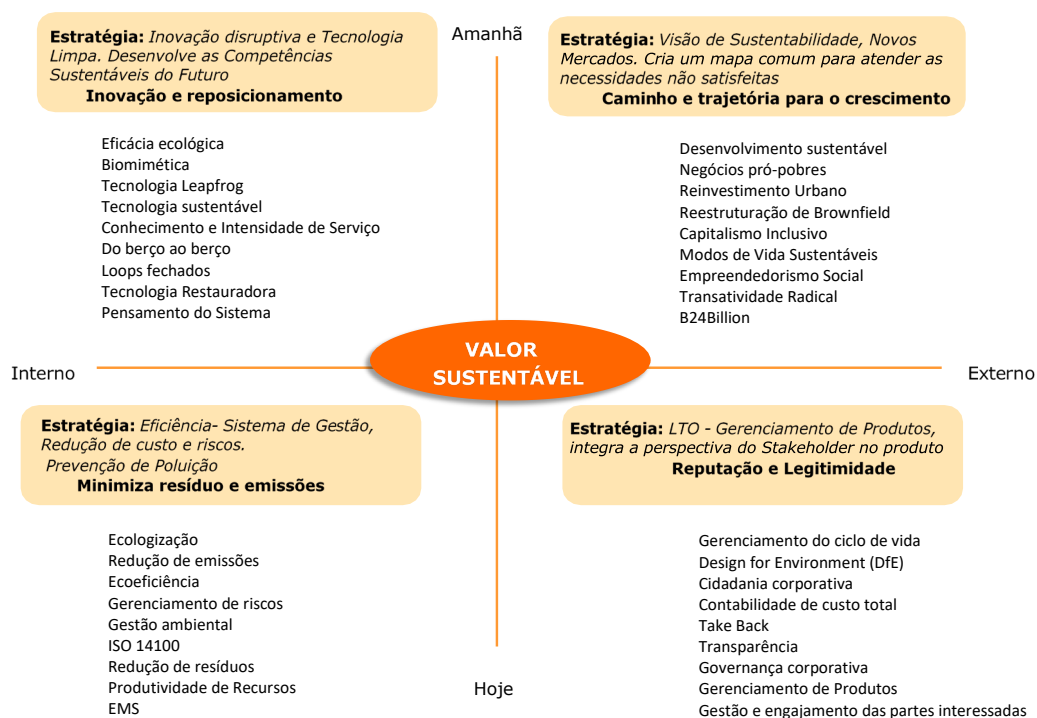 Amanhã
Estratégia: Inovação disruptiva e Tecnologia
Limpa. Desenvolve as Competências
Sustentáveis do Futuro
Inovação e reposicionamento
Eficácia ecológica
Biomimética
Tecnologia Leapfrog
Tecnologia sustentável
Conhecimento e Intensidade de Serviço
Do berço ao berço
Loops fechados
Tecnologia Restauradora
Pensamento do Sistema
Estratégia: Visão de Sustentabilidade, Novos
Mercados. Cria um mapa comum para atender as
necessidades não satisfeitas
Caminho e trajetória para o crescimento
Desenvolvimento sustentável
Negócios pró-pobres
Reinvestimento Urbano
Reestruturação de Brownfield
Capitalismo Inclusivo
Modos de Vida Sustentáveis
Empreendedorismo Social
Transatividade Radical
B24Billion
Interno
VALOR
SUSTENTÁVEL
Externo
Estratégia: Eficiência- Sistema de Gestão,
Redução de custo e riscos.
Prevenção de Poluição
Minimiza resíduo e emissões
Ecologização
Redução de emissões
Ecoeficiência
Gerenciamento de riscos
Gestão ambiental
ISO 14100
Redução de resíduos
Produtividade de Recursos
EMS
Estratégia: LTO - Gerenciamento de Produtos,
integra a perspectiva do Stakeholder no produto
Reputação e Legitimidade
Gerenciamento do ciclo de vida
Design for Environment (DfE)
Cidadania corporativa
Contabilidade de custo total
Take Back
Transparência
Governança corporativa
Gerenciamento de Produtos
Gestão e engajamento das partes interessadas
Hoje